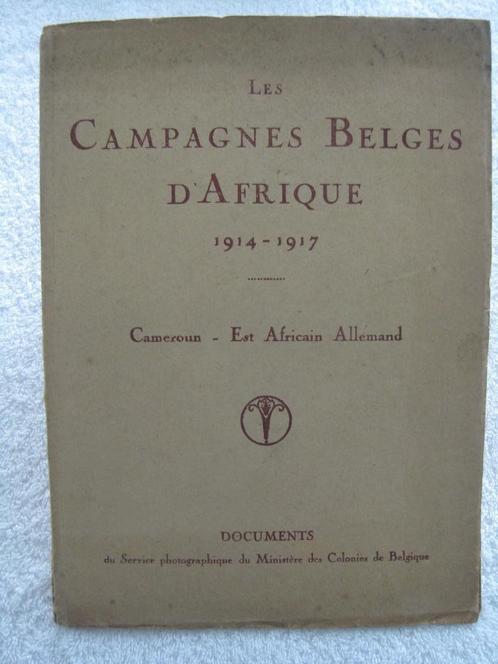 LES
CAMPAGNES BELGES
D'AFRIQUE
1914-1917
Cameroun - Est Africain Allemand
DOCUMENTS
du Service photographique du Ministère des Colonies de Belgique